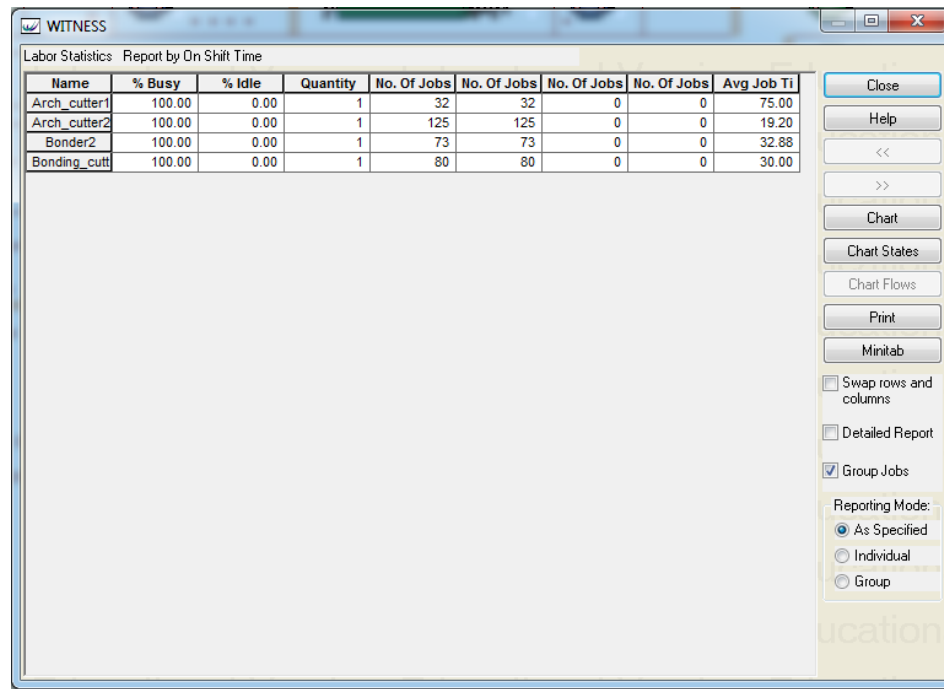 WITNESS
Labor Statistics Report by On Shift Time
Name % Busy % Idle Quantity No. Of Jobs No. Of Jobs No. Of Jobs No. Of Jobs Avg Job Ti
Arch_cutter1 100.00 0.00 1 32 32 0 0 75.00
Arch_cutter2 100.00 0.00 1 125 125 0 0 19.20
Bonder2 100.00 0.00 1 73 73 0 0 32.88
Bonding_cutt 100.00 0.00 1 80 80 0 0 30.00
Close
Help
<<
>>
Chart
Chart States
Chart Flows
Print
Minitab
Swap rows and
columns
Detailed Report
Group Jobs
Reporting Mode:
As Specified
Individual
Group
ucation